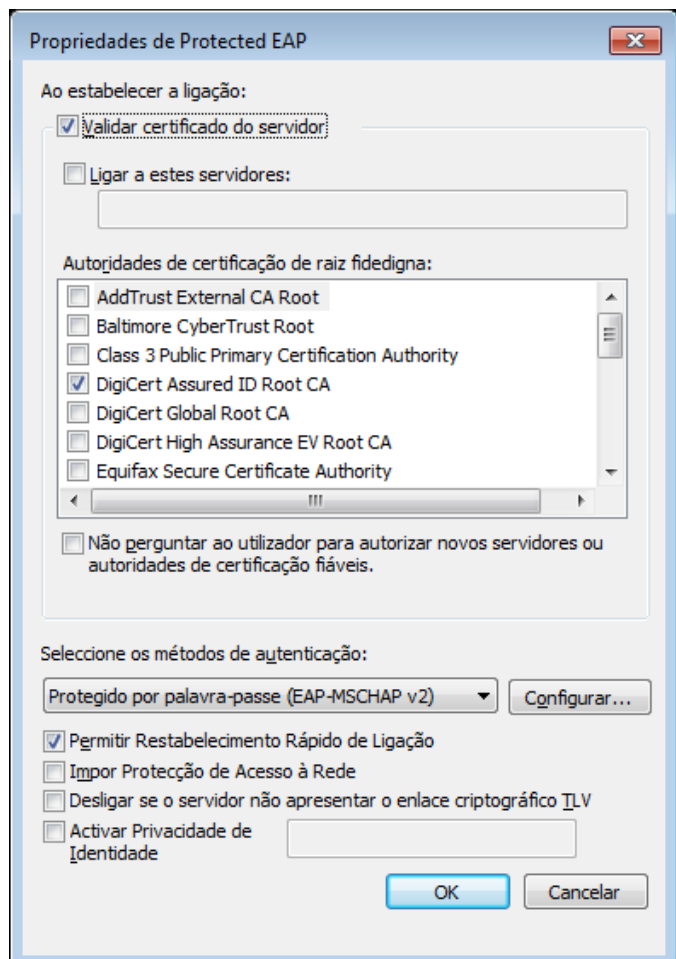 Propriedades de Protected EAP
Ao estabelecer a ligação:
Validar certificado do servidor
Ligar a estes servidores:
Autoridades de certificação de raiz fidedigna:
AddTrust External CA Root
Baltimore CyberTrust Root
Class 3 Public Primary Certification Authority
DigiCert Assured ID Root CA
DigiCert Global Root CA
DigiCert High Assurance EV Root CA
Equifax Secure Certificate Authority
Não perguntar ao utilizador para autorizar novos servidores ou
autoridades de certificação fiáveis.
Seleccione os métodos de autenticação:
Protegido por palavra-passe (EAP-MSCHAP v2)
Configurar...
Permitir Restabelecimento Rápido de Ligação
Impor Protecção de Acesso à Rede
Desligar se o servidor não apresentar o enlace criptográfico TLV
Activar Privacidade de
Identidade
OK
Cancelar